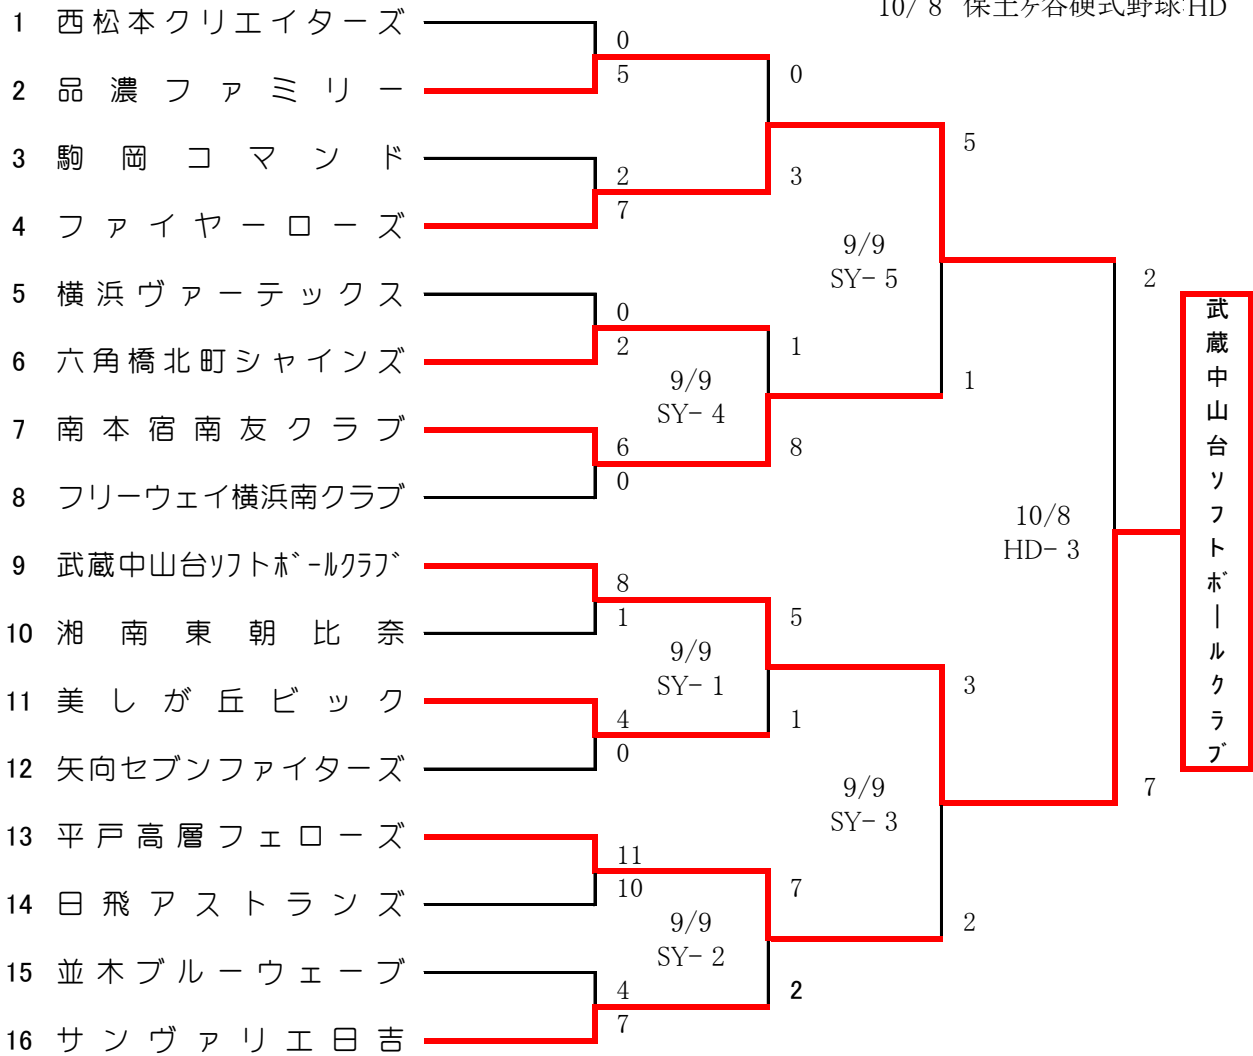 10/ 8 保土ケ谷硬式野球:HD
1 西松本クリエイターズ
0
5
2 品濃ファミリー
0
3 駒岡コマンド
2
7
3
5
4 ファイヤーローズ
9/9
SY- 5
5 横浜ヴァーテックス
0
2
1
2
6 六角橋北町シャインズ
9/9
SY- 4
1
7 南本宿南友クラブ
6
0
8
8 フリーウェイ横浜南クラブ
10/8
HD- 3
武蔵中山台ソフトボールクラブ
9 武蔵中山台ｿﾌﾄﾎﾞｰﾙｸﾗﾌﾞ
8
1
5
10 湘南東朝比奈
9/9
SY- 1
3
11 美しが丘ビック
4
0
1
12 矢向セブンファイターズ
9/9
SY- 3
7
13 平戸高層フェローズ
11
10
7
14 日飛アストランズ
9/9
SY- 2
2
15 並木ブルーウェーブ
4
7
2
16 サンヴァリエ日吉